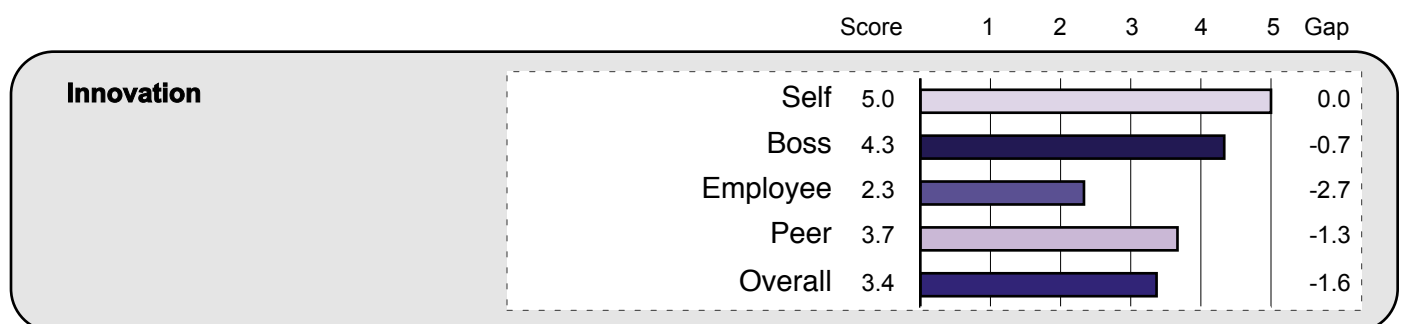 Score 1 2 3 4 5 Gap
Innovation
Self 5.0 0.0
Boss 4.3 -0.7
Employee 2.3 -2.7
Peer 3.7 -1.3
Overall 3.4 -1.6